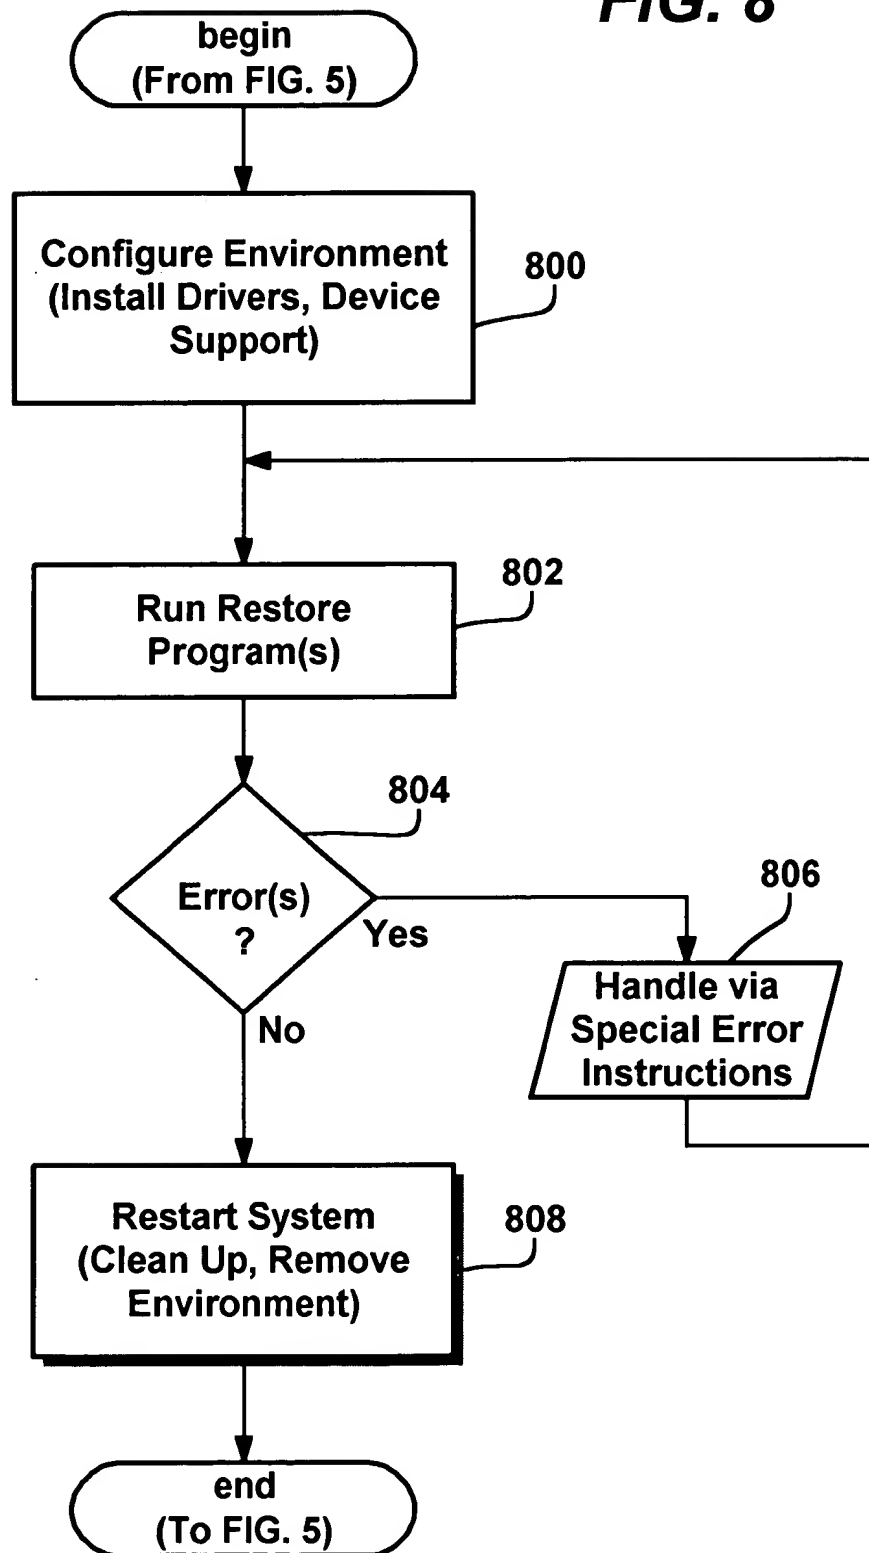 FIG. 8
begin
(From FIG. 5)
Configure Environment
(Install Drivers, Device
Support)
800
Run Restore
Program(s)
802
804
Error(s)
?
Yes
No
806
Handle via
Special Error
Instructions
Restart System
(Clean Up, Remove
Environment)
808
end
(To FIG. 5)